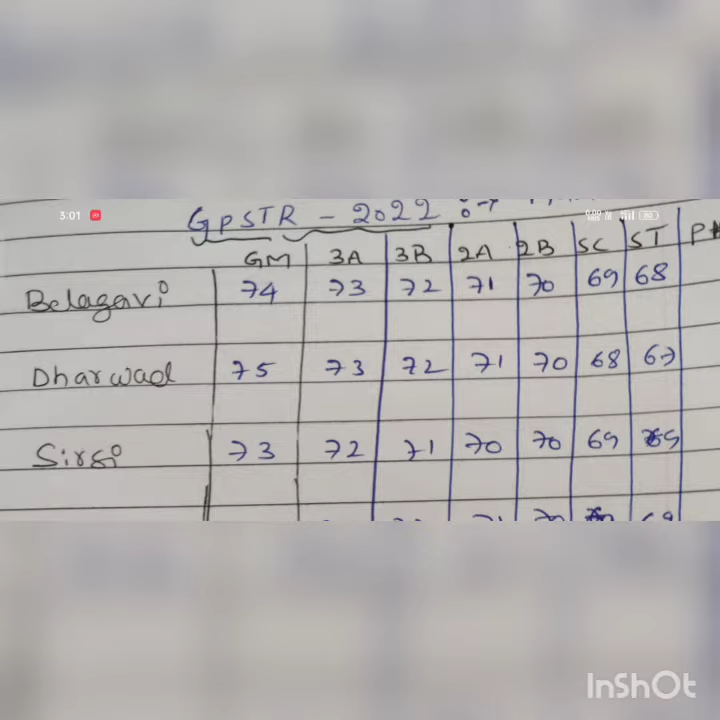 3:01
GPSTR - 2022 :-
GM 3A 3B 2A 2B SC ST
Belagavi 74 73 72 71 70 69 68
Dharwad 75 73 72 71 70 68 67
Sirsi 73 72 71 70 70 69
InShOt